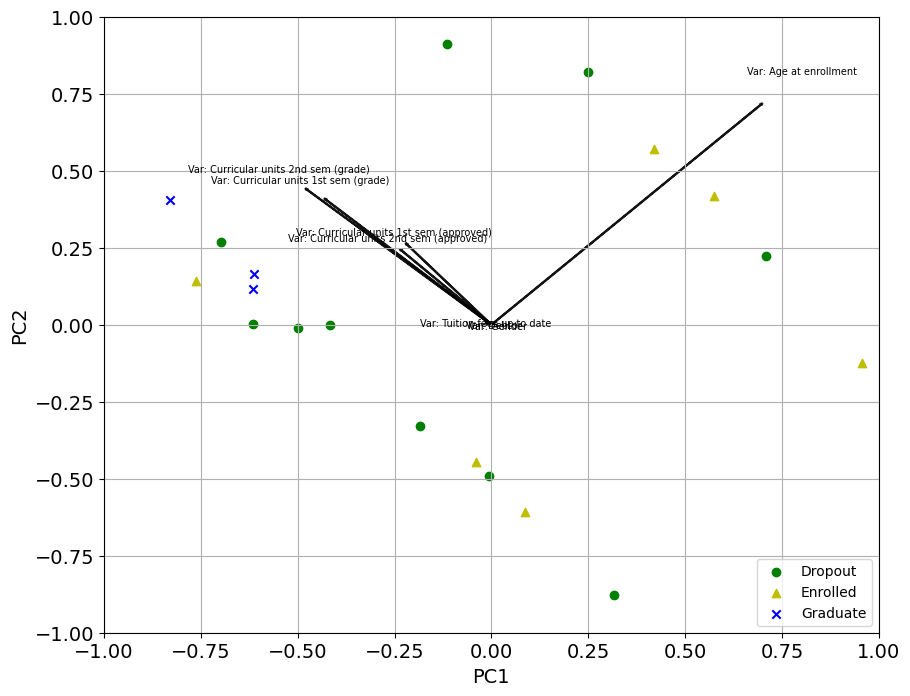 1.00
0.75
0.50
0.25
0.00
−0.25
−0.50
−0.75
−1.00
PC2
Var: Age at enrollment
Var: Curricular units 2nd sem (grade)
Var: Curricular units 1st sem (grade)
Var: Curricular units 1st sem (approved)
Var: Curricular units 2nd sem (approved)
Var: Tuition fees up to date
Var: Gender
Dropout
Enrolled
Graduate
−1.00 −0.75 −0.50 −0.25 0.00 0.25 0.50 0.75 1.00
PC1